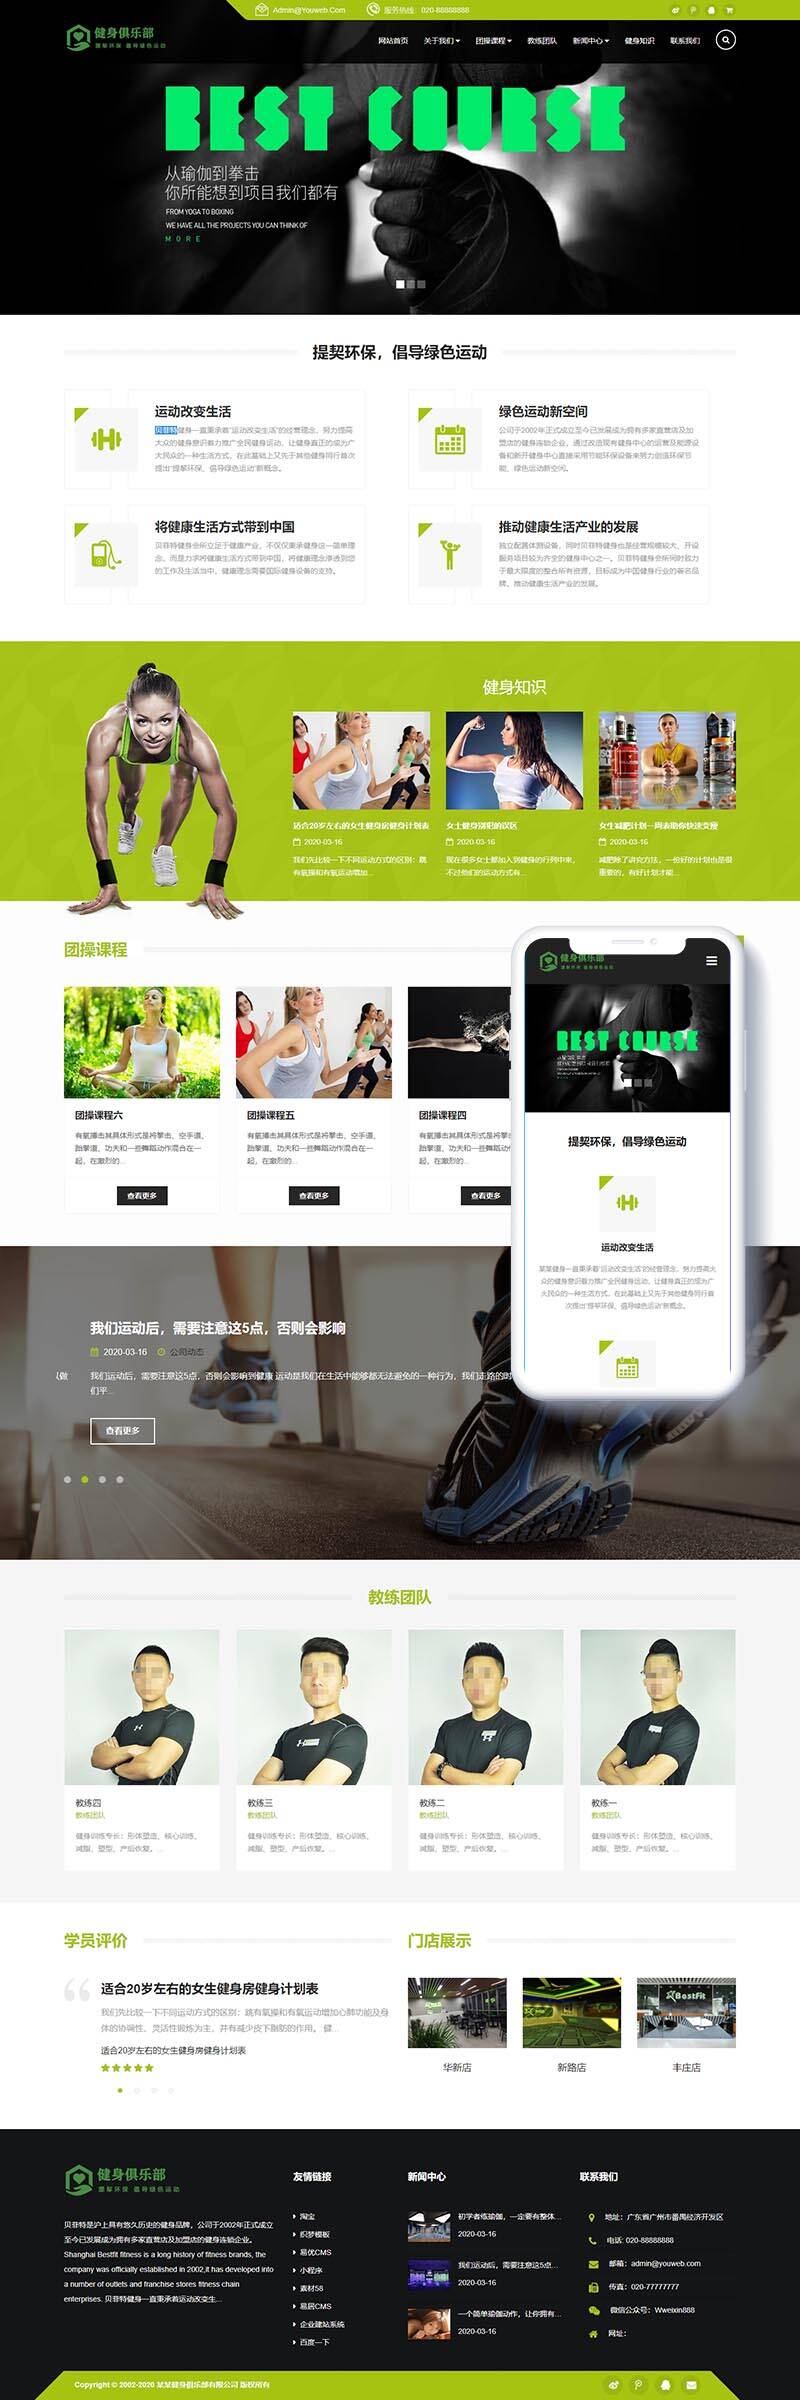 Admin@Youweb.Com
服务热线：020-88888888
健身俱乐部
提挈环保 倡导绿色运动
网站首页
关于我们
团操课程
教练团队
新闻中心
健身知识
联系我们
BEST COURSE
从瑜伽到拳击
你所能想到项目我们都有
FROM YOGA TO BOXING
WE HAVE ALL THE PROJECTS YOU CAN THINK OF
MORE
提挈环保，倡导绿色运动
运动改变生活
贝菲特健身一直秉承着“运动改变生活”的经营理念，努力提高
大众的健身意识着力推广全民健身运动，让健身真正的成为广
大民众的一种生活方式，在此基础上又先于其他健身同行首次
提出“提挈环保、倡导绿色运动”新概念。
绿色运动新空间
公司于2002年正式成立至今已发展成为拥有多家直营店及加
盟店的健身连锁企业，通过改造现有健身中心的运营及能源设
备和新开健身中心直接采用节能环保设备来努力创造环保节
能、绿色运动新空间。
将健康生活方式带到中国
贝菲特健身会所立足于健康产业，不仅仅秉承健身这一简单理
念，而是力求将健康生活方式带到中国，将健康理念渗透到您
的工作及生活当中，健康理念需要国际健身设备的支持。
推动健康生活产业的发展
独立配置体测设备，同时贝菲特健身也是经营规模较大、开设
服务项目较为齐全的健身中心之一。贝菲特健身会所同时致力
于最大限度的整合所有资源，目标成为中国健身行业的著名品
牌、推动健康生活产业的发展。
健身知识
适合20岁左右的女生健身房健身计划表
2020-03-16
我们先比较一下不同运动方式的区别：跳
有氧操和有氧运动增加...
女士健身别犯的误区
2020-03-16
现在很多女士都加入到健身的行列中来，
不过他们的运动方式有...
女生减肥计划一周表助你快速变瘦
2020-03-16
减肥除了讲究方法，一份好的计划也是很
重要的，有好计划才能...
团操课程
团操课程六
有氧搏击其具体形式是将拳击、空手道、
跆拳道、功夫和一些舞蹈动作混合在一
起，在激烈的...
查看更多
团操课程五
有氧搏击其具体形式是将拳击、空手道、
跆拳道、功夫和一些舞蹈动作混合在一
起，在激烈的...
查看更多
团操课程四
有氧搏击其具体形式是将拳击
跆拳道、功夫和一些舞蹈动
起，在激烈的...
查看更多
健身俱乐部
提挈环保 倡导绿色运动
BEST COURSE
提挈环保，倡导绿色运动
运动改变生活
某某健身一直秉承着“运动改变生活”的经营理念，努力提高大
众的健身意识着力推广全民健身运动，让健身真正的成为广
大民众的一种生活方式，在此基础上又先于其他健身同行首
次提出“提挈环保、倡导绿色运动”新概念。
我们运动后，需要注意这5点，否则会影响
2020-03-16
公司动态
以做
我们运动后，需要注意这5点，否则会影响到健康 运动是我们在生活中能够都无法避免的一种行为，我们走路的时
们平...
查看更多
教练团队
教练四
教练团队
健身训练专长：形体塑造、核心训练、
减脂、塑型、产后恢复。...
教练三
教练团队
健身训练专长：形体塑造、核心训练、
减脂、塑型、产后恢复。...
教练二
教练团队
健身训练专长：形体塑造、核心训练、
减脂、塑型、产后恢复。...
教练一
教练团队
健身训练专长：形体塑造、核心训练、
减脂、塑型、产后恢复。...
学员评价
适合20岁左右的女生健身房健身计划表
我们先比较一下不同运动方式的区别：跳有氧操和有氧运动增加心肺功能及身
体的协调性、灵活性锻炼为主，并有减少皮下脂肪的作用。 健...
适合20岁左右的女生健身房健身计划表
门店展示
BestFit
华新店
新路店
丰庄店
健身俱乐部
提挈环保 倡导绿色运动
贝菲特是沪上具有悠久历史的健身品牌，公司于2002年正式成立
至今已发展成为拥有多家直营店及加盟店的健身连锁企业。
Shanghai Bestfit fitness is a long history of fitness brands, the
company was officially established in 2002,it has developed into
a number of outlets and franchise stores fitness chain
enterprises. 贝菲特健身一直秉承着运动改变生...
友情链接
淘宝
织梦模板
易优CMS
小程序
素材58
易居CMS
企业建站系统
百度一下
新闻中心
初学者练瑜伽，一定要有整体...
2020-03-16
我们运动后，需要注意这5点...
2020-03-16
一个简单瑜伽动作，让你拥有...
2020-03-16
联系我们
地址：广东省广州市番禺经济开发区
电话: 020-88888888
邮箱：admin@youweb.com
传真：020-77777777
微信公众号：Wweixin888
网址：
Copyright © 2002-2020 某某健身俱乐部有限公司 版权所有